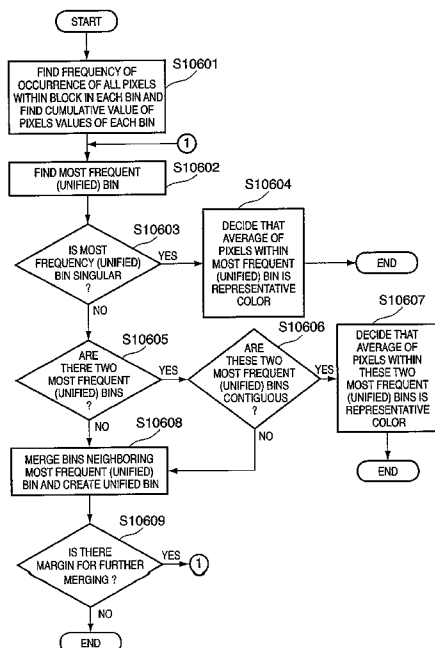 START
S10601
FIND FREQUENCY OF
OCCURRENCE OF ALL PIXELS
WITHIN BLOCK IN EACH BIN AND
FIND CUMULATIVE VALUE OF
PIXELS VALUES OF EACH BIN
1
S10602
FIND MOST FREQUENT
(UNIFIED) BIN
S10603
IS MOST
FREQUENCY (UNIFIED)
BIN SINGULAR
?
YES
NO
S10604
DECIDE THAT
AVERAGE OF
PIXELS WITHIN
MOST FREQUENT
(UNIFIED) BIN IS
REPRESENTATIVE
COLOR
END
S10605
ARE
THERE TWO
MOST FREQUENT
(UNIFIED) BINS
?
YES
NO
S10606
ARE
THESE TWO
MOST FREQUENT
(UNIFIED) BINS
CONTIGUOUS
?
YES
NO
S10607
DECIDE THAT
AVERAGE OF
PIXELS WITHIN
THESE TWO
MOST FREQUENT
(UNIFIED) BINS IS
REPRESENTATIVE
COLOR
END
S10608
MERGE BINS NEIGHBORING
MOST FREQUENT (UNIFIED)
BIN AND CREATE UNIFIED BIN
S10609
IS THERE
MARGIN FOR FURTHER
MERGING ?
YES
1
NO
END